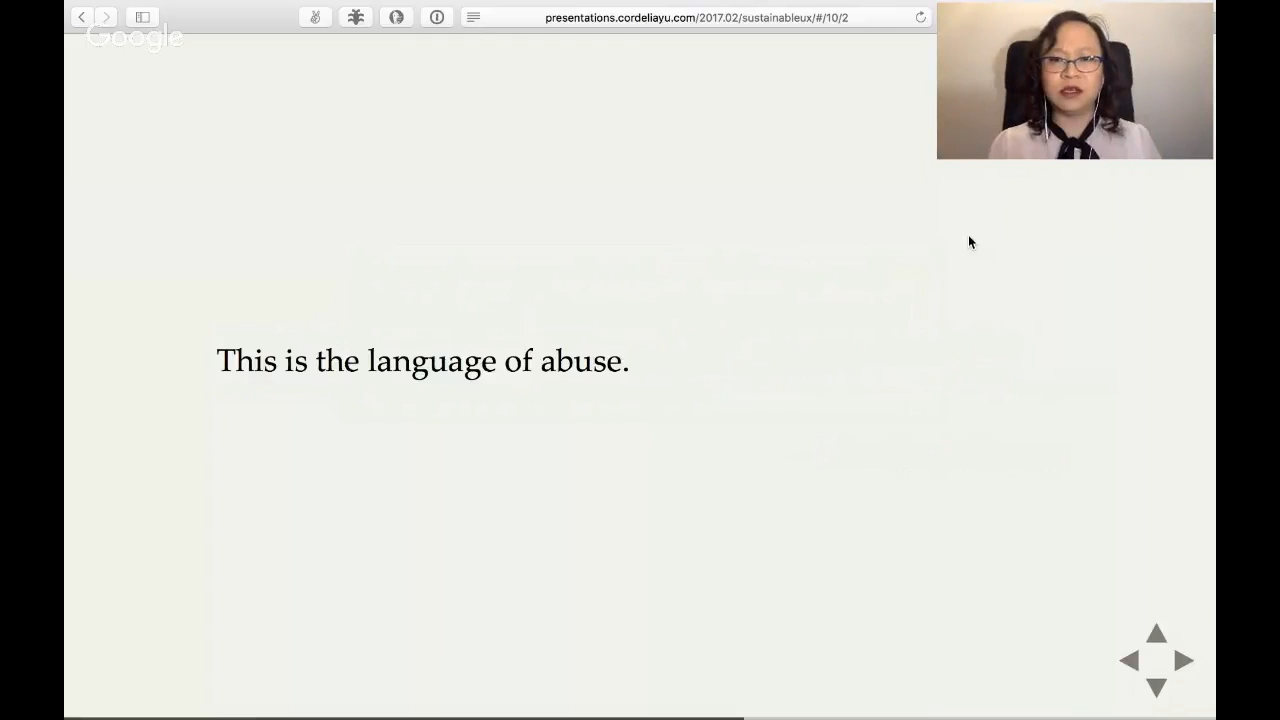 presentations.cordeliayu.com/2017.02/sustainableux/#/10/2
Google
This is the language of abuse.